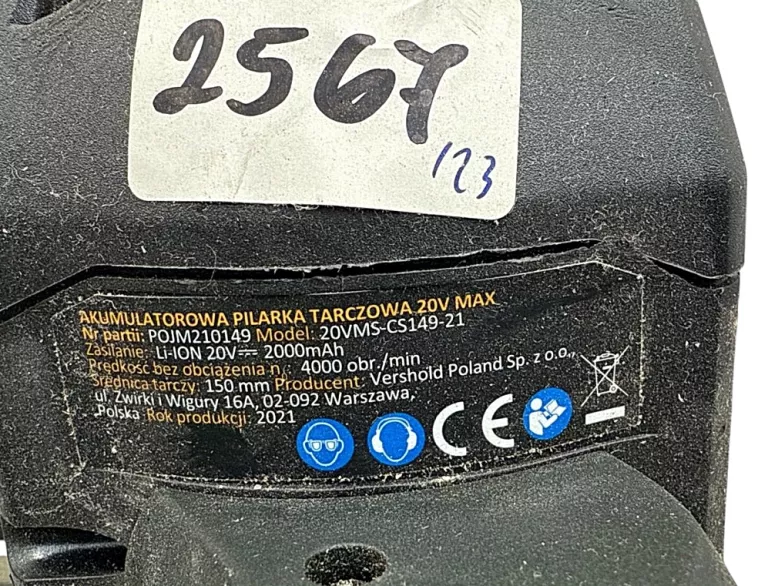 2567
123
AKUMULATOROWA PILARKA TARCZOWA 20V MAX
Nr partii: POJM210149 Model: 20VMS-CS149-21
Zasilanie: Li-ION 20V⎓ 2000mAh
Prędkość bez obciążenia n₀: 4000 obr./min
Średnica tarczy: 150 mm Producent: Vershold Poland Sp. z o.o.,
ul. Żwirki i Wigury 16A, 02-092 Warszawa,
Polska Rok produkcji: 2021
CE